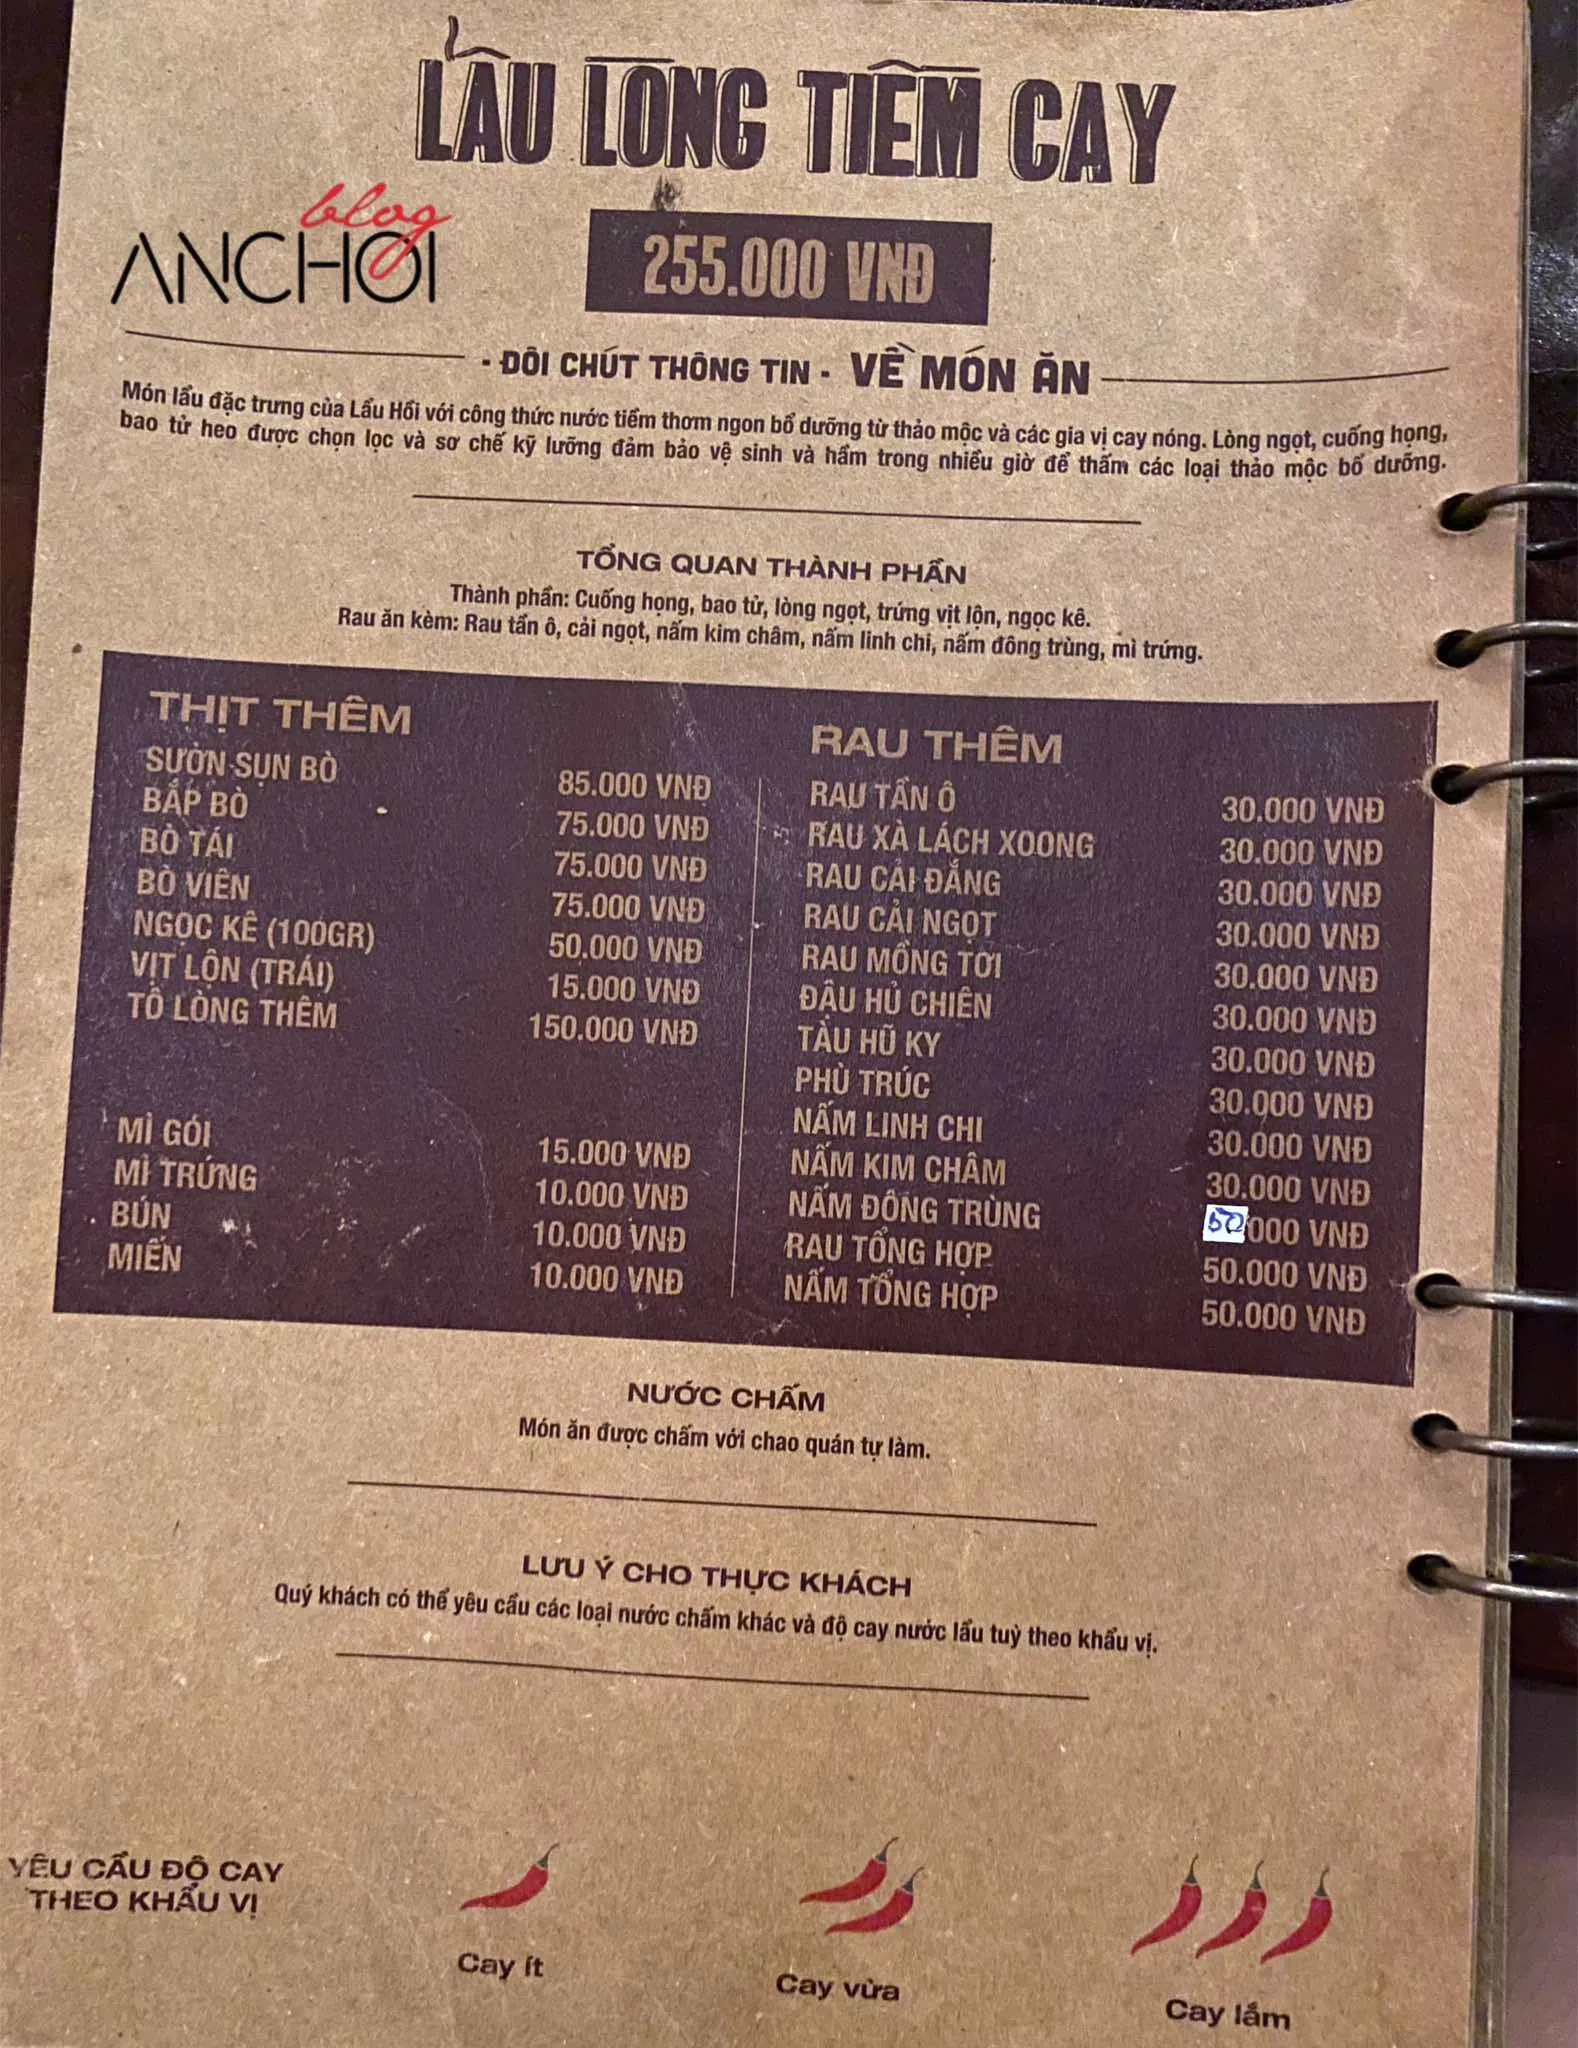 LẨU LÒNG TIỀM CAY
blog
ANCHOI
255.000 VNĐ
- ĐÔI CHÚT THÔNG TIN - VỀ MÓN ĂN
Món lẩu đặc trưng của Lẩu Hồi với công thức nước tiềm thơm ngon bổ dưỡng từ thảo mộc và các gia vị cay nóng. Lòng ngọt, cuống họng,
bao tử heo được chọn lọc và sơ chế kỹ lưỡng đảm bảo vệ sinh và hầm trong nhiều giờ để thấm các loại thảo mộc bổ dưỡng.
TỔNG QUAN THÀNH PHẦN
Thành phần: Cuống họng, bao tử, lòng ngọt, trứng vịt lộn, ngọc kê.
Rau ăn kèm: Rau tần ô, cải ngọt, nấm kim châm, nấm linh chi, nấm đông trùng, mì trứng.
THỊT THÊM
SƯỜN SỤN BÒ 85.000 VNĐ
BẮP BÒ 75.000 VNĐ
BÒ TÁI 75.000 VNĐ
BÒ VIÊN 75.000 VNĐ
NGỌC KÊ (100GR) 50.000 VNĐ
VỊT LỘN (TRÁI) 15.000 VNĐ
TÔ LÒNG THÊM 150.000 VNĐ
MÌ GÓI 15.000 VNĐ
MÌ TRỨNG 10.000 VNĐ
BÚN 10.000 VNĐ
MIẾN 10.000 VNĐ
RAU THÊM
RAU TẦN Ô 30.000 VNĐ
RAU XÀ LÁCH XOONG 30.000 VNĐ
RAU CẢI ĐẮNG 30.000 VNĐ
RAU CẢI NGỌT 30.000 VNĐ
RAU MỒNG TƠI 30.000 VNĐ
ĐẬU HỦ CHIÊN 30.000 VNĐ
TÀU HŨ KY 30.000 VNĐ
PHÙ TRÚC 30.000 VNĐ
NẤM LINH CHI 30.000 VNĐ
NẤM KIM CHÂM 30.000 VNĐ
NẤM ĐÔNG TRÙNG 50 000 VNĐ
RAU TỔNG HỢP 50.000 VNĐ
NẤM TỔNG HỢP 50.000 VNĐ
NƯỚC CHẤM
Món ăn được chấm với chao quán tự làm.
LƯU Ý CHO THỰC KHÁCH
Quý khách có thể yêu cầu các loại nước chấm khác và độ cay nước lẩu tuỳ theo khẩu vị.
YÊU CẦU ĐỘ CAY
THEO KHẨU VỊ
Cay ít
Cay vừa
Cay lắm